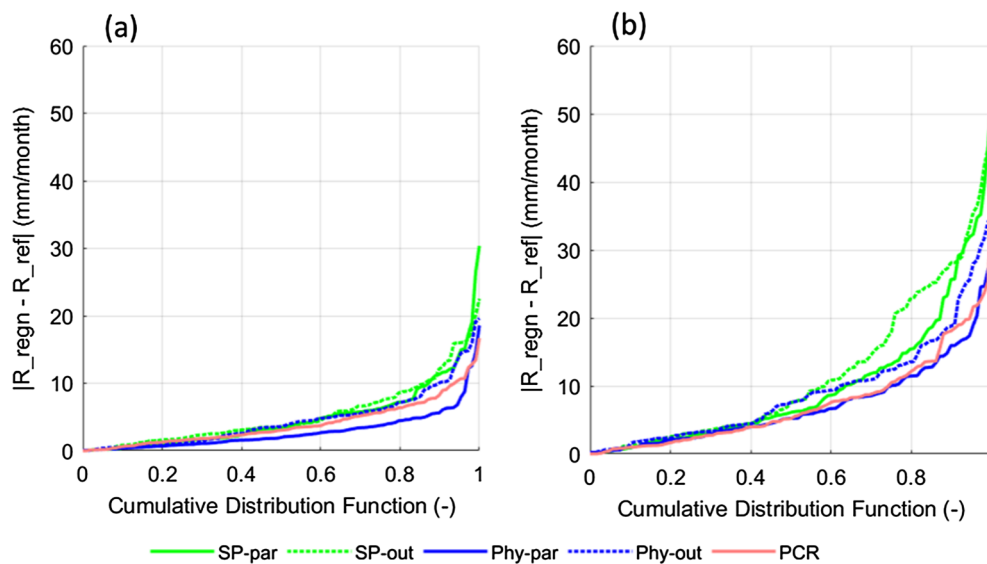 (a)
60
50
40
30
20
10
0
|R_regn - R_ref| (mm/month)
0 0.2 0.4 0.6 0.8 1
Cumulative Distribution Function (-)
(b)
60
50
40
30
20
10
0
|R_regn - R_ref| (mm/month)
0 0.2 0.4 0.6 0.8
Cumulative Distribution Function (-)
SP-par SP-out Phy-par Phy-out PCR